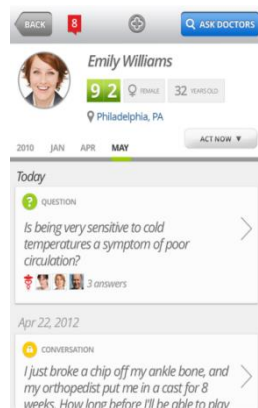 BACK 8 ASK DOCTORS
Emily Williams
9 2 FEMALE 32 YEARS OLD
Philadelphia, PA
ACT NOW ▼
2010 JAN APR MAY
Today
? QUESTION
Is being very sensitive to cold
temperatures a symptom of poor
circulation?
3 answers
Apr 22, 2012
CONVERSATION
I just broke a chip off my ankle bone, and
my orthopedist put me in a cast for 8
weeks. How long before I'll be able to play